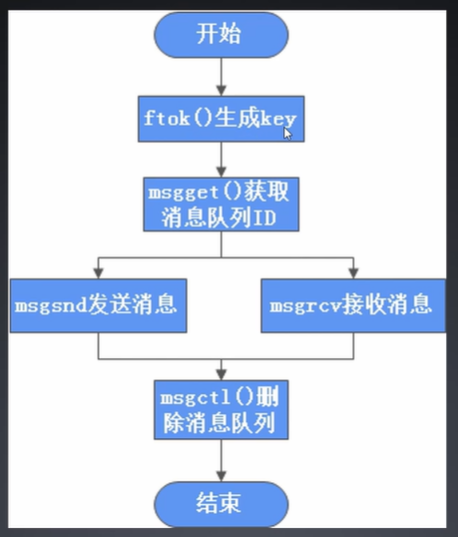 开始
ftok()生成key
msgget()获取
消息队列ID
msgsnd发送消息
msgrcv接收消息
msgctl()删
除消息队列
结束